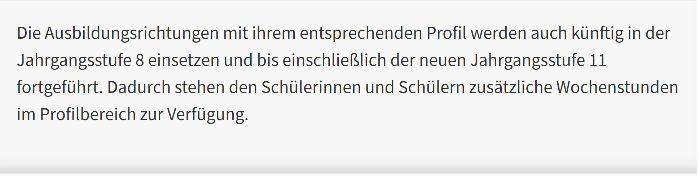 Die Ausbildungsrichtungen mit ihrem entsprechenden Profil werden auch künftig in der
Jahrgangsstufe 8 einsetzen und bis einschließlich der neuen Jahrgangsstufe 11
fortgeführt. Dadurch stehen den Schülerinnen und Schülern zusätzliche Wochenstunden
im Profilbereich zur Verfügung.